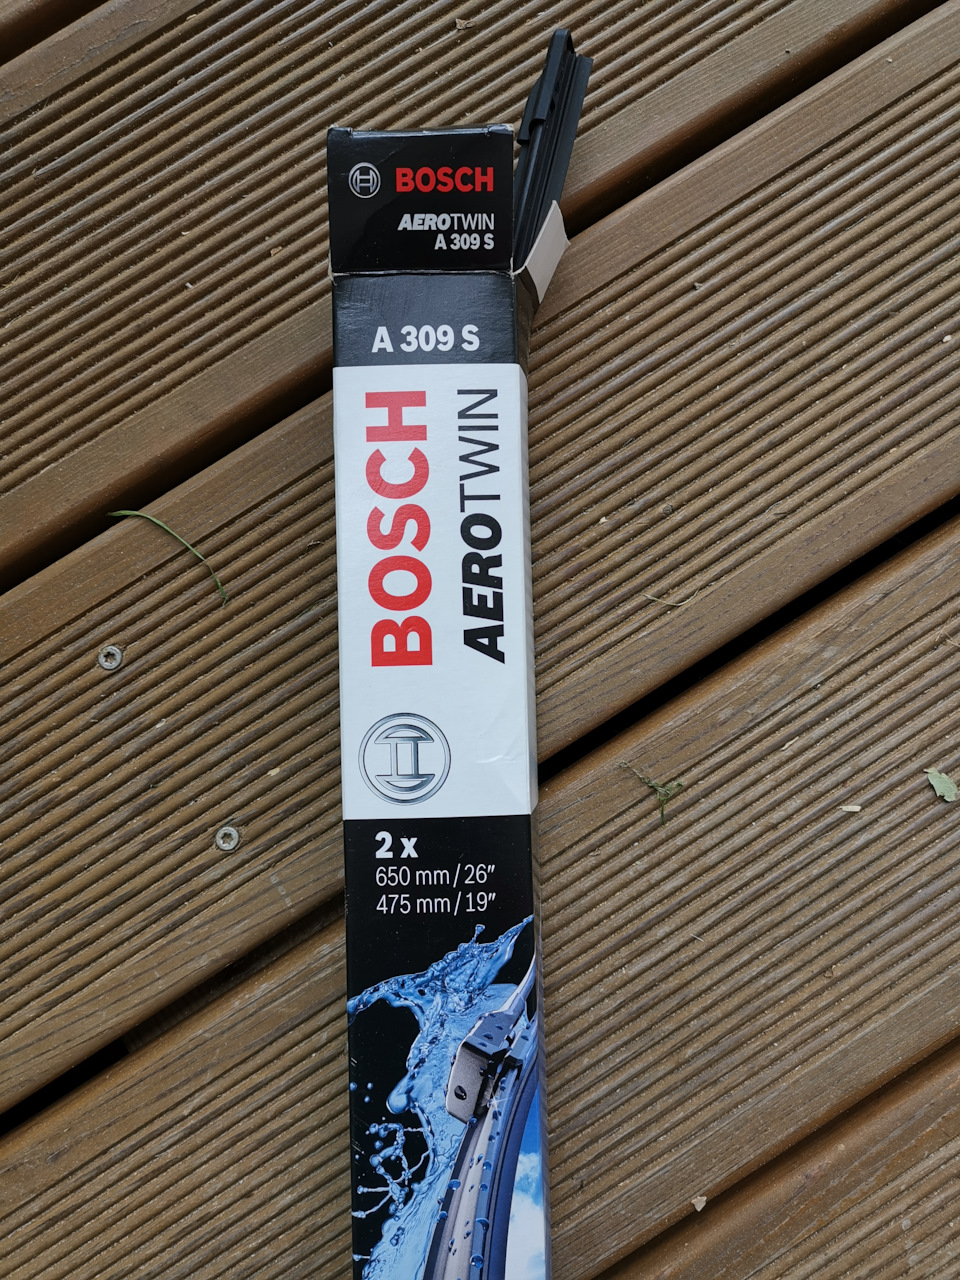 BOSCH
AEROTWIN
A 309 S
A 309 S
BOSCH
AEROTWIN
2 x
650 mm / 26"
475 mm / 19"